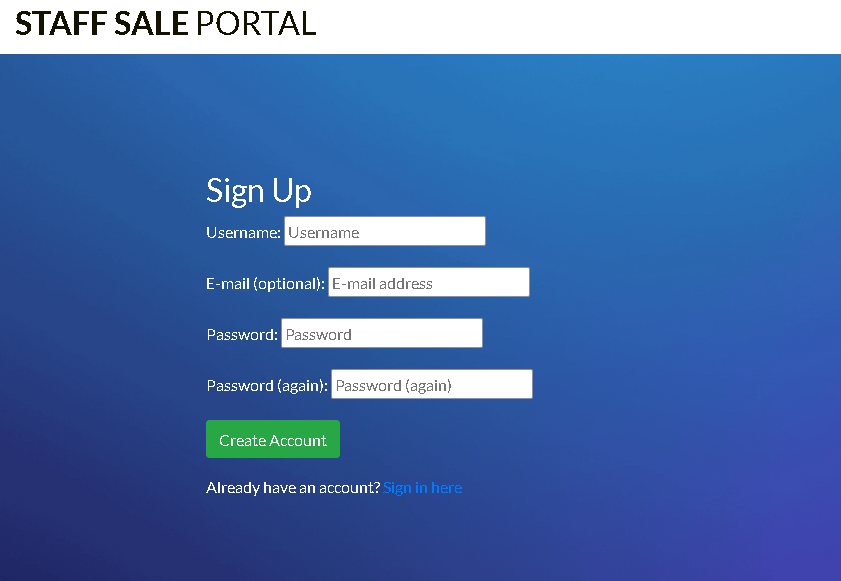 STAFF SALE PORTAL
Sign Up
Username: Username
E-mail (optional): E-mail address
Password: Password
Password (again): Password (again)
Create Account
Already have an account? Sign in here